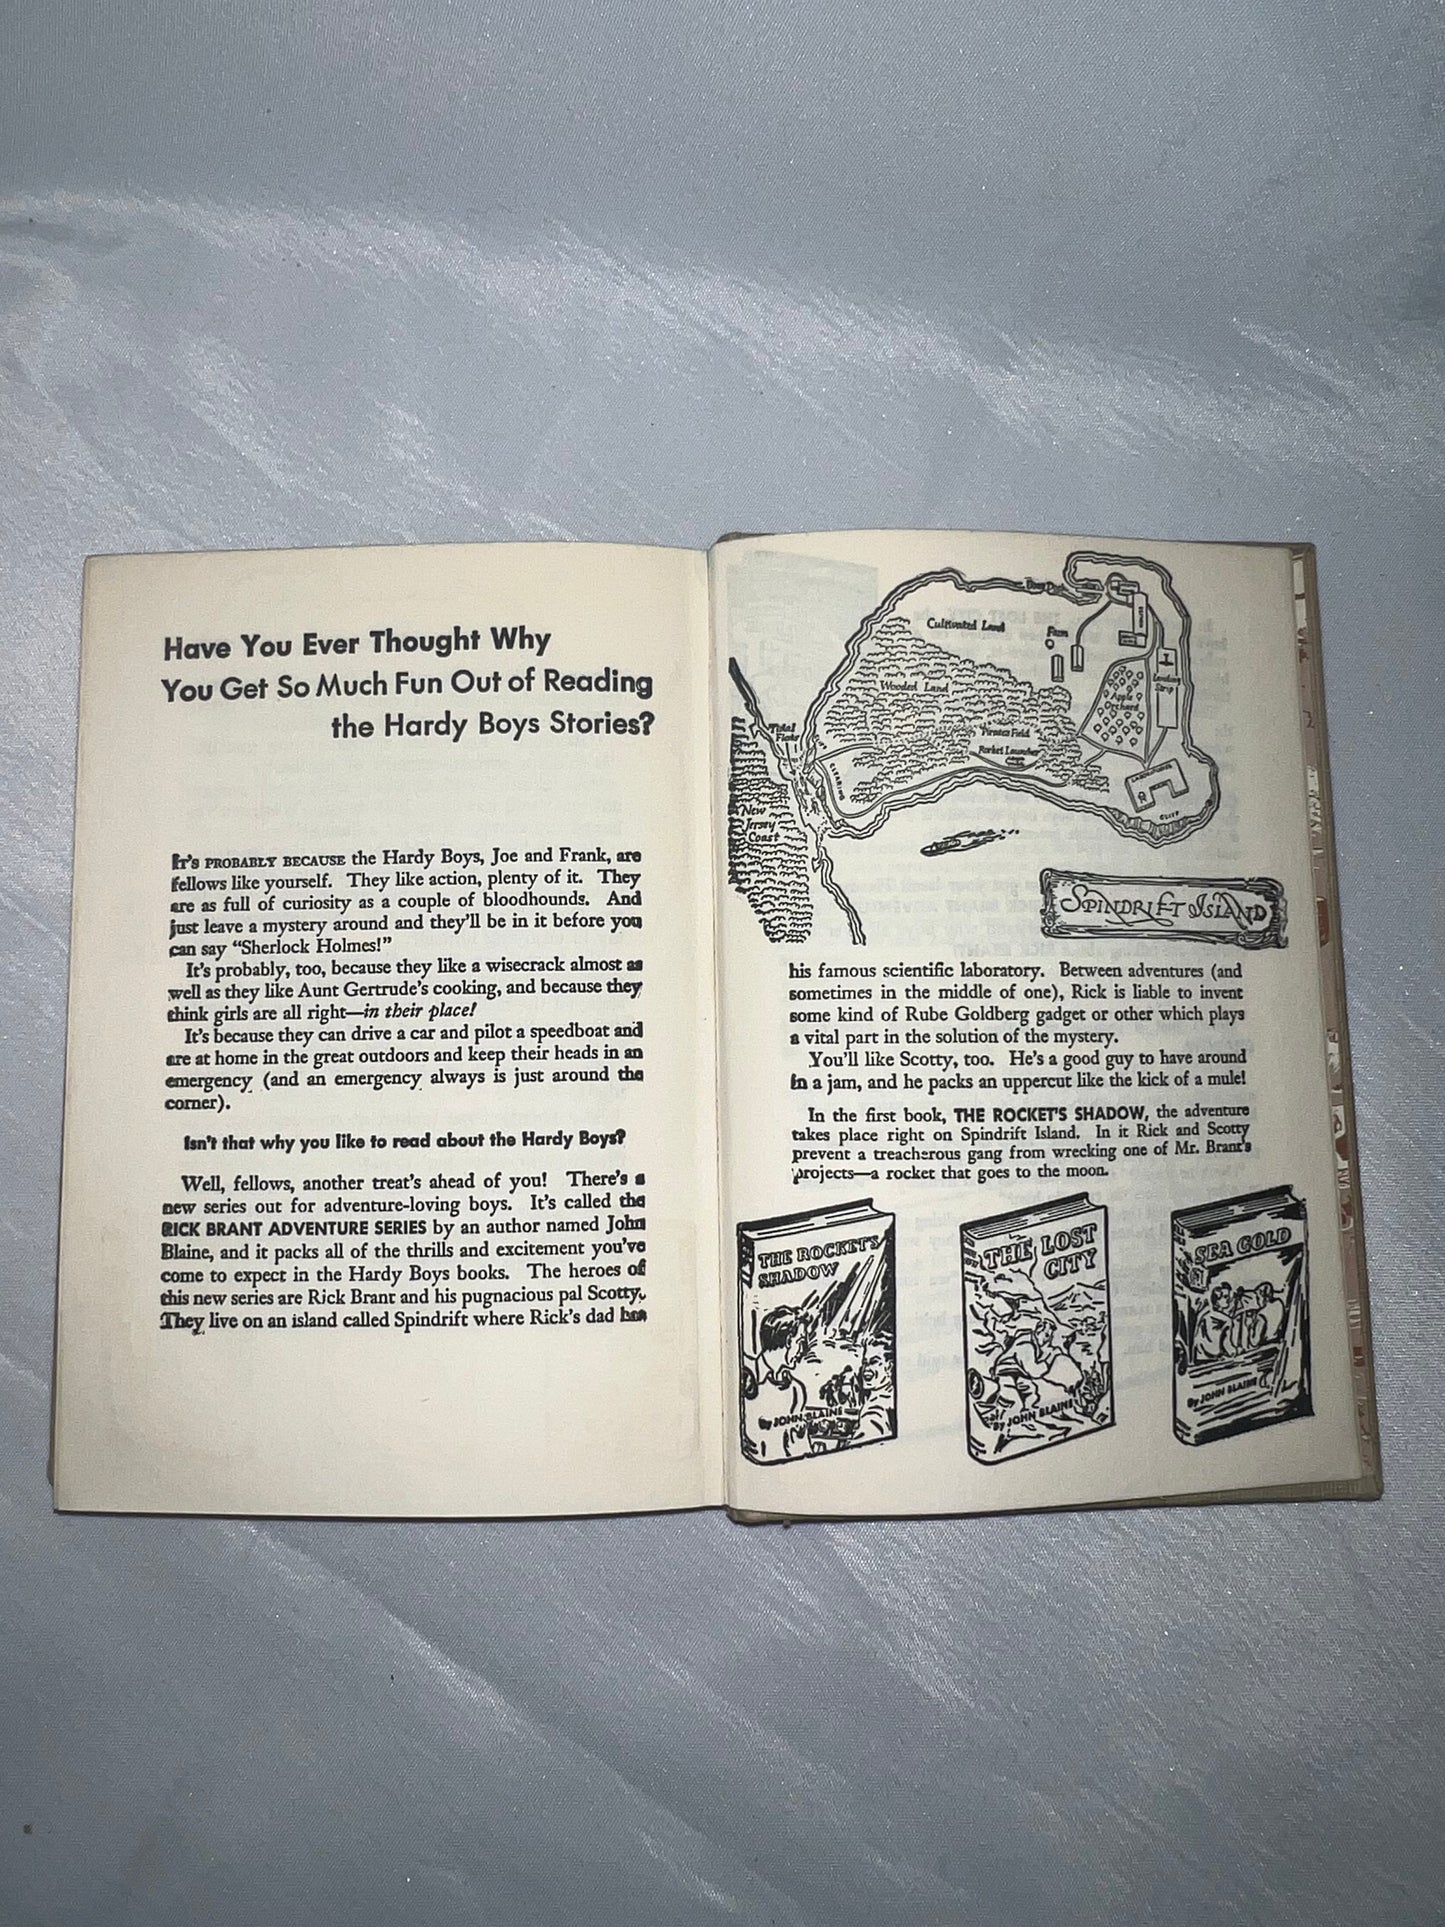 Have You Ever Thought Why
You Get So Much Fun Out of Reading
the Hardy Boys Stories?
It's PROBABLY BECAUSE the Hardy Boys, Joe and Frank, are
fellows like yourself. They like action, plenty of it. They
are as full of curiosity as a couple of bloodhounds. And
just leave a mystery around and they'll be in it before you
can say "Sherlock Holmes!"
It's probably, too, because they like a wisecrack almost as
well as they like Aunt Gertrude's cooking, and because they
think girls are all right—in their place!
It's because they can drive a car and pilot a speedboat and
are at home in the great outdoors and keep their heads in an
emergency (and an emergency always is just around the
corner).
Isn't that why you like to read about the Hardy Boys?
Well, fellows, another treat's ahead of you! There's a
new series out for adventure-loving boys. It's called the
RICK BRANT ADVENTURE SERIES by an author named John
Blaine, and it packs all of the thrills and excitement you've
come to expect in the Hardy Boys books. The heroes of
this new series are Rick Brant and his pugnacious pal Scotty.
They live on an island called Spindrift where Rick's dad has
Cultivated Land
Farm
Wooded Land
Landing
Strip
Apple
Orchard
Pirates Field
Tidal
Flats
Rocket Launcher
CLEARING
New
Jersey
Coast
CLIFF
SPINDRIFT ISLAND
his famous scientific laboratory. Between adventures (and
sometimes in the middle of one), Rick is liable to invent
some kind of Rube Goldberg gadget or other which plays
a vital part in the solution of the mystery.
You'll like Scotty, too. He's a good guy to have around
in a jam, and he packs an uppercut like the kick of a mule!
In the first book, THE ROCKET'S SHADOW, the adventure
takes place right on Spindrift Island. In it Rick and Scotty
prevent a treacherous gang from wrecking one of Mr. Brant's
projects—a rocket that goes to the moon.
THE ROCKET'S
SHADOW
By JOHN BLAINE
THE LOST
CITY
By JOHN BLAINE
SEA GOLD
By JOHN BLAINE